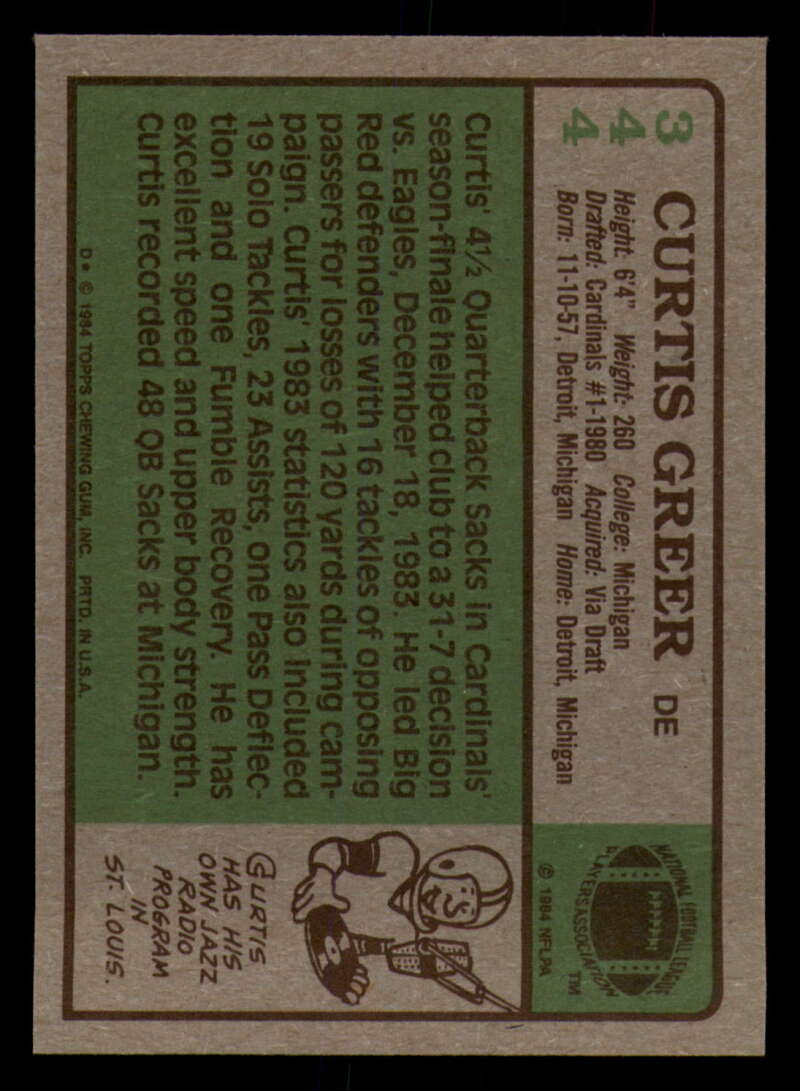 344
CURTIS GREER DE
Height: 6'4" Weight: 260 College: Michigan
Drafted: Cardinals #1-1980 Acquired: Via Draft
Born: 11-10-57, Detroit, Michigan Home: Detroit, Michigan
NATIONAL FOOTBALL LEAGUE
PLAYERS ASSOCIATION
TM
© 1984 NFLPA
Curtis' 4½ Quarterback Sacks in Cardinals'
season-finale helped club to a 31-7 decision
vs. Eagles, December 18, 1983. He led Big
Red defenders with 16 tackles of opposing
passers for losses of 120 yards during cam-
paign. Curtis' 1983 statistics also included
19 Solo Tackles, 23 Assists, one Pass Deflec-
tion and one Fumble Recovery. He has
excellent speed and upper body strength.
Curtis recorded 48 QB Sacks at Michigan.
CURTIS
HAS HIS
OWN JAZZ
RADIO
PROGRAM
IN
ST. LOUIS.
D* © 1984 TOPPS CHEWING GUM, INC. PRTD. IN U.S.A.